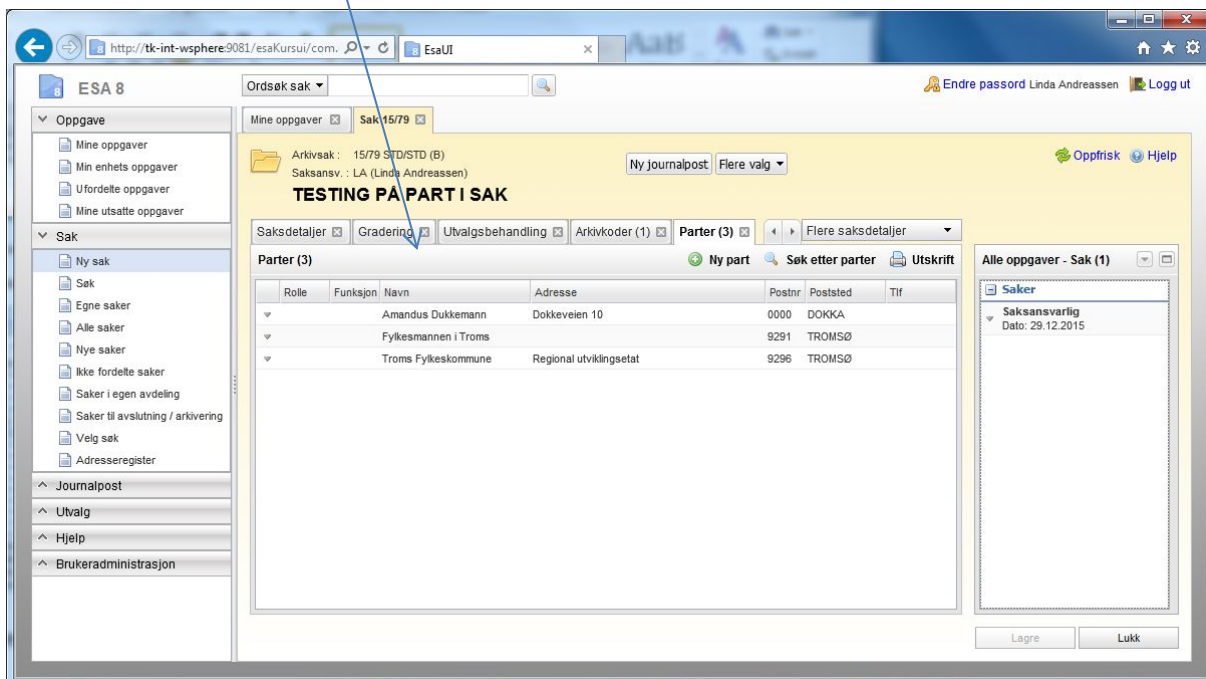 http://tk-int-wsphere:9081/esaKursui/com.
EsaUI
ESA 8
Ordsøk sak
Endre passord Linda Andreassen
Logg ut
Oppgave
Mine oppgaver
Min enhets oppgaver
Ufordelte oppgaver
Mine utsatte oppgaver
Sak
Ny sak
Søk
Egne saker
Alle saker
Nye saker
Ikke fordelte saker
Saker i egen avdeling
Saker til avslutning / arkivering
Velg søk
Adresseregister
Journalpost
Utvalg
Hjelp
Brukeradministrasjon
Mine oppgaver
Sak 15/79
Arkivsak : 15/79 STD/STD (B)
Saksansv. : LA (Linda Andreassen)
TESTING PÅ PART I SAK
Ny journalpost
Flere valg
Oppfrisk
Hjelp
Saksdetaljer
Gradering
Utvalgsbehandling
Arkivkoder (1)
Parter (3)
Flere saksdetaljer
Parter (3)
Ny part
Søk etter parter
Utskrift
Rolle Funksjon Navn Adresse Postnr Poststed Tlf
Amandus Dukkemann Dokkeveien 10 0000 DOKKA
Fylkesmannen i Troms 9291 TROMSØ
Troms Fylkeskommune Regional utviklingsetat 9296 TROMSØ
Alle oppgaver - Sak (1)
Saker
Saksansvarlig
Dato: 29.12.2015
Lagre
Lukk